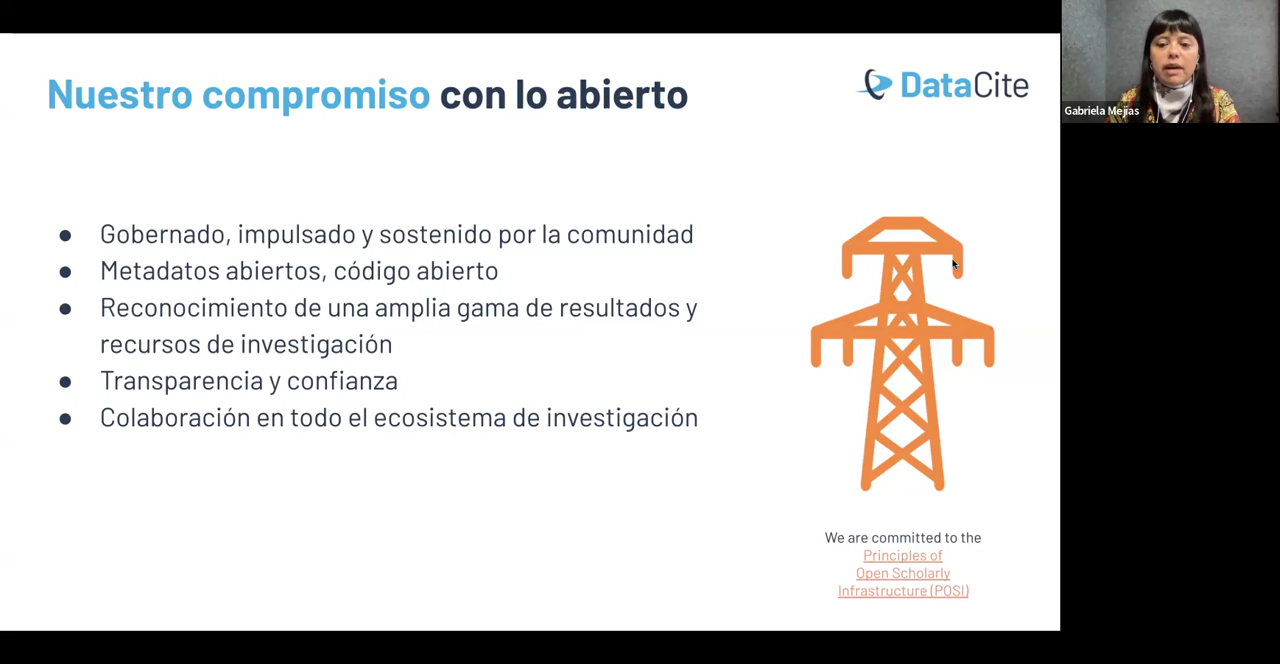 Nuestro compromiso con lo abierto
DataCite
Gabriela Mejías
● Gobernado, impulsado y sostenido por la comunidad
● Metadatos abiertos, código abierto
● Reconocimiento de una amplia gama de resultados y
recursos de investigación
● Transparencia y confianza
● Colaboración en todo el ecosistema de investigación
We are committed to the
Principles of
Open Scholarly
Infrastructure (POSI)